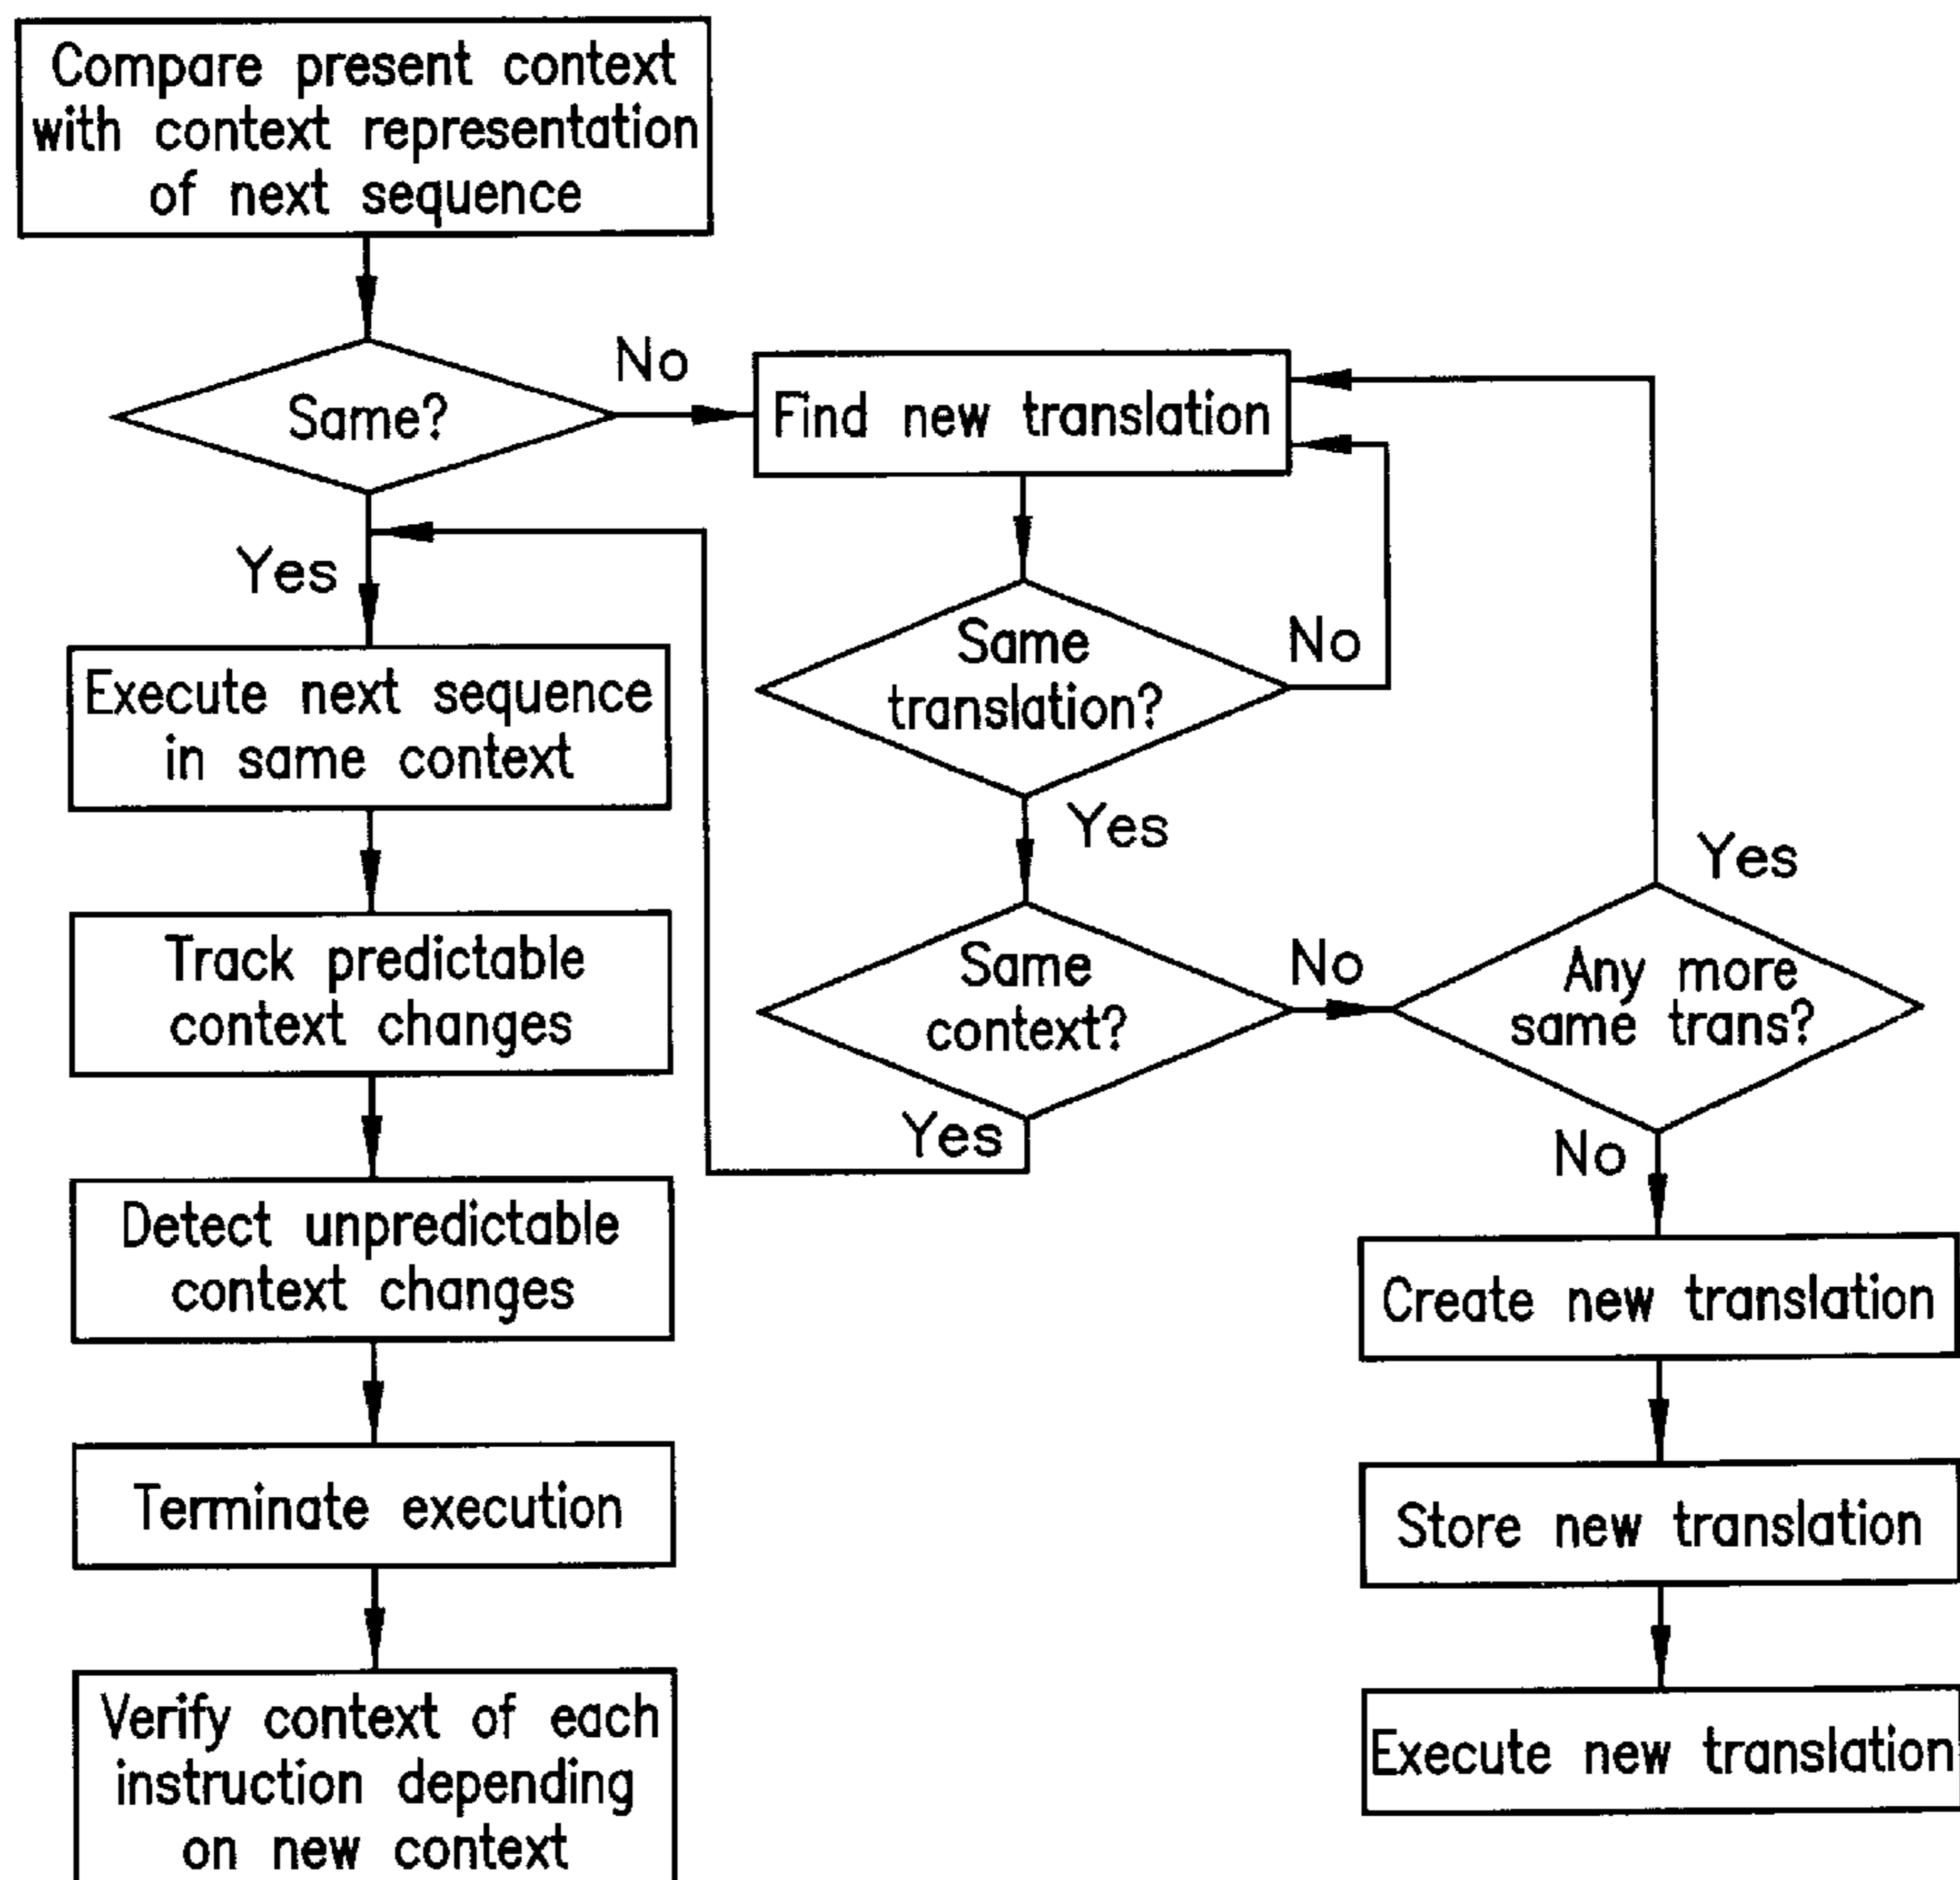 Compare present context
with context representation
of next sequence
Same?
No
Find new translation
Yes
Execute next sequence
in same context
Same
translation?
No
Yes
Track predictable
context changes
Same
context?
No
Yes
Any more
same trans?
Yes
No
Detect unpredictable
context changes
Create new translation
Terminate execution
Store new translation
Verify context of each
instruction depending
on new context
Execute new translation